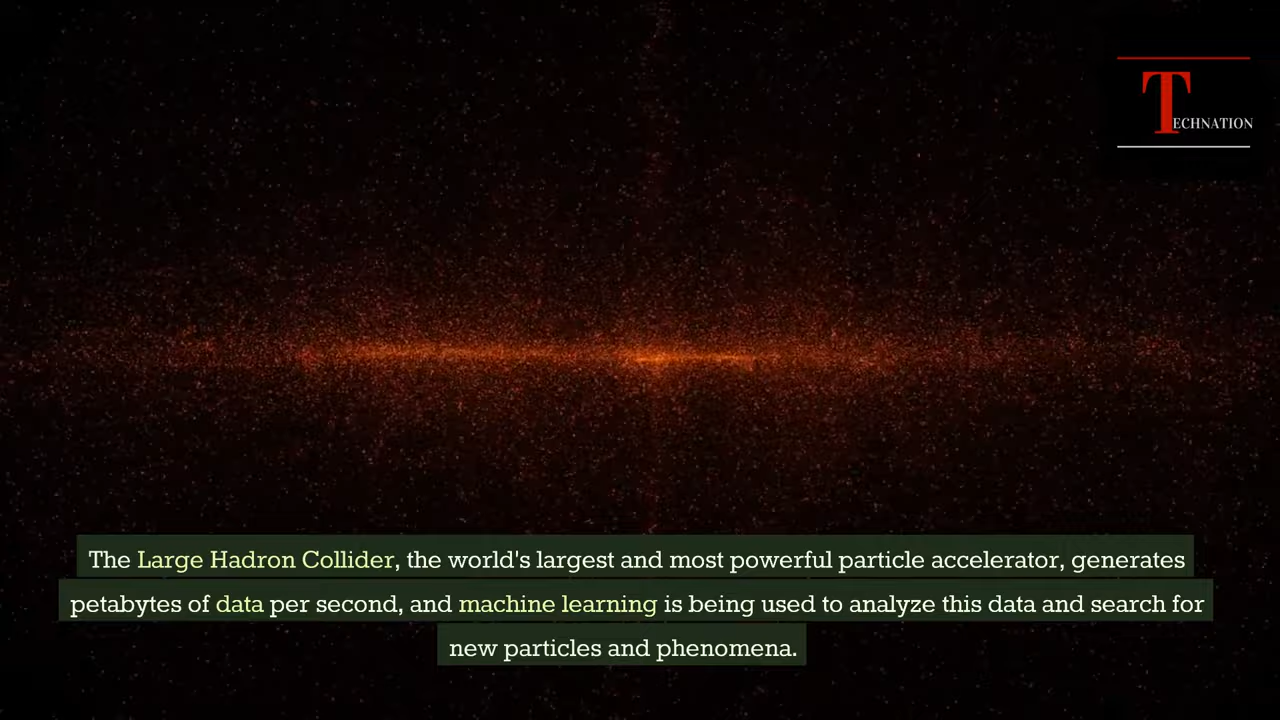 TECHNATION
The Large Hadron Collider, the world's largest and most powerful particle accelerator, generates
petabytes of data per second, and machine learning is being used to analyze this data and search for
new particles and phenomena.